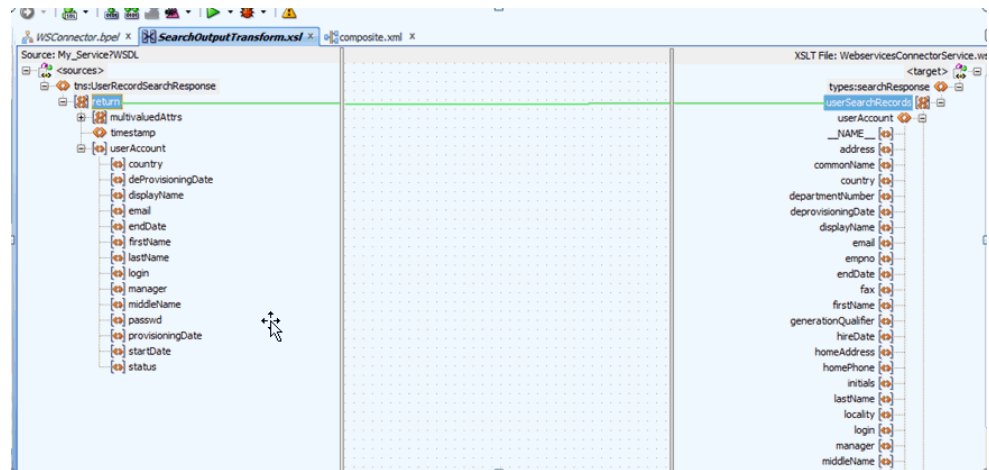 WSConnector.bpel x SearchOutputTransform.xsl x composite.xml x
Source: My_Service?WSDL
XSLT File: WebservicesConnectorService.ws
<sources>
<target>
tns:UserRecordSearchResponse
types:searchResponse
return
userSearchRecords
multivaluedAttrs
userAccount
timestamp
__NAME__
userAccount
address
country
commonName
deProvisioningDate
country
displayName
departmentNumber
email
deprovisioningDate
endDate
displayName
firstName
email
lastName
empno
login
endDate
manager
fax
middleName
firstName
passwd
generationQualifier
provisioningDate
hireDate
startDate
homeAddress
status
homePhone
initials
lastName
locality
login
manager
middleName